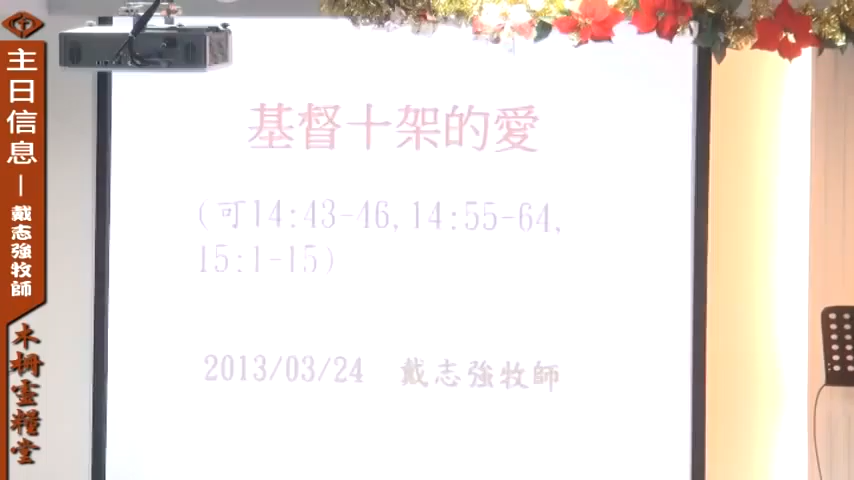 主日信息—戴志強牧師
木柵靈糧堂
基督十架的愛
(可14:43-46,14:55-64,
15:1-15)
2013/03/24 戴志強牧師